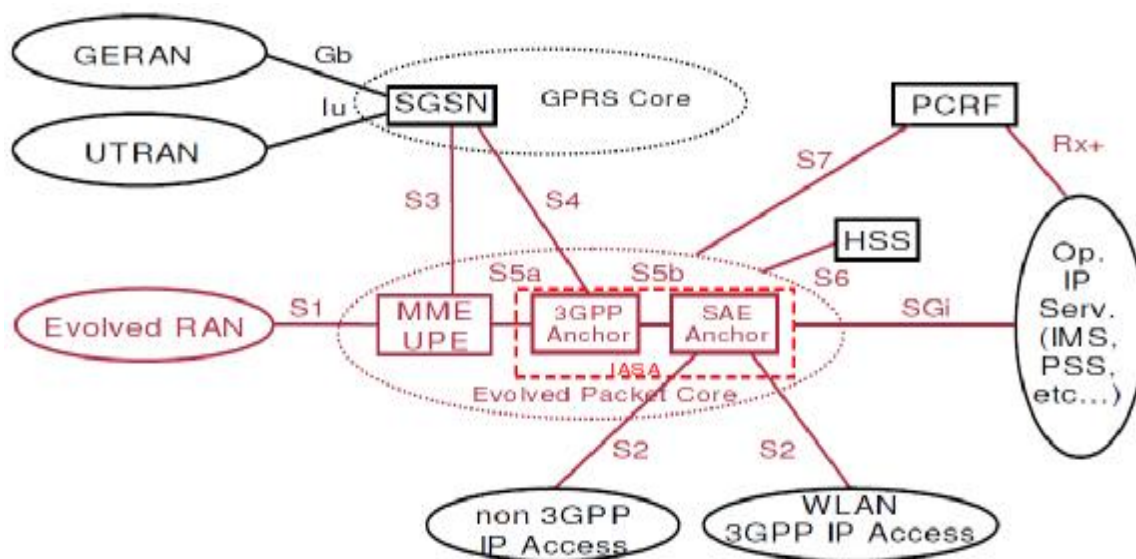 GERAN
Gb
SGSN
GPRS Core
PCRF
Iu
UTRAN
Rx+
S7
S3
S4
HSS
S6
Op.
IP
Serv.
(IMS,
PSS,
etc...)
S5a
S5b
Evolved RAN
S1
MME
UPE
3GPP
Anchor
SAE
Anchor
SGi
IASA
Evolved Packet Core
S2
S2
non 3GPP
IP Access
WLAN
3GPP IP Access